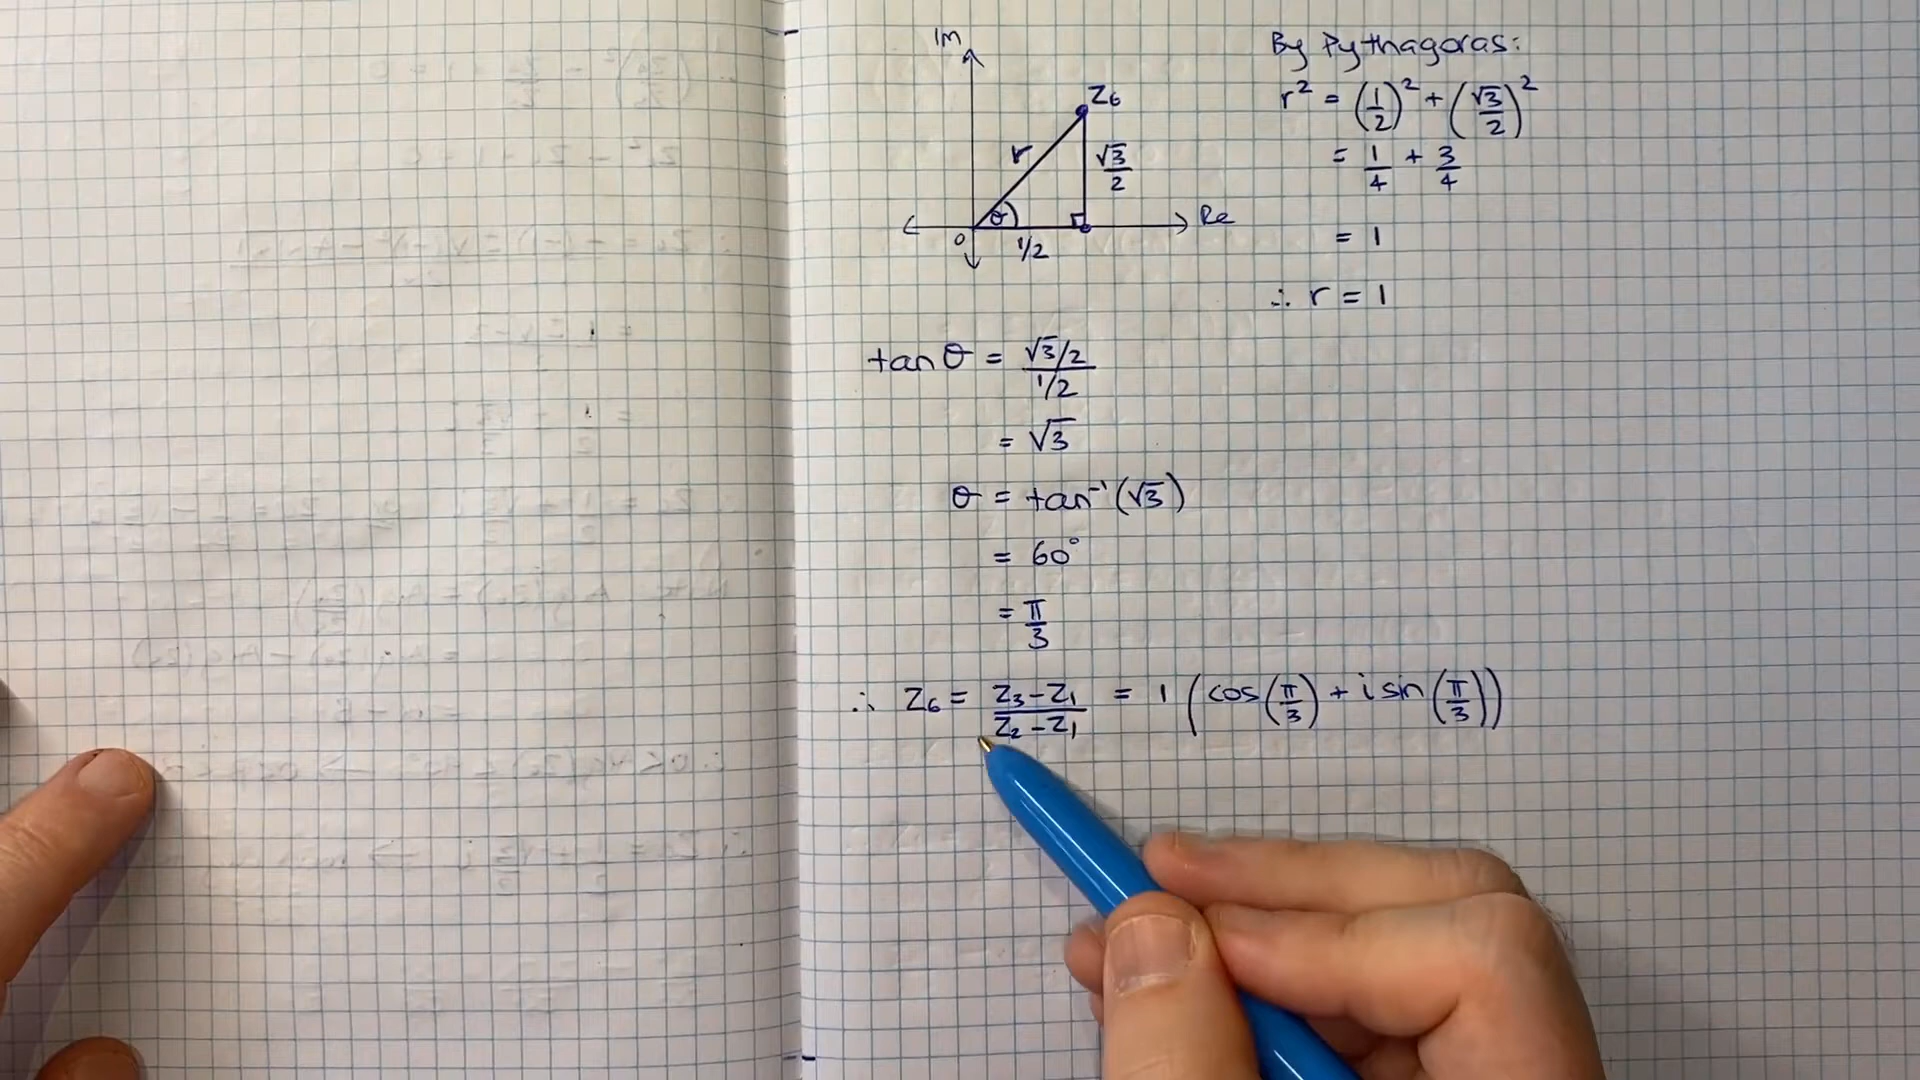 Im
By Pythagoras:
Z₆
r² = (1/2)² + (√3/2)²
r
√3/2
= 1/4 + 3/4
θ
Re
0
1/2
= 1
∴ r = 1
tan θ = (√3/2)/(1/2)
= √3
θ = tan⁻¹(√3)
= 60°
= π/3
∴ Z₆ = (Z₃-Z₁)/(Z₂-Z₁) = 1 (cos(π/3) + i sin(π/3))